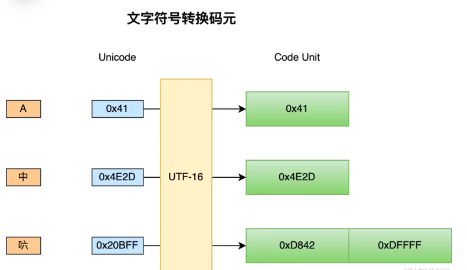 文字符号转换码元
Unicode
Code Unit
A
0x41
0x41
中
0x4E2D
UTF-16
0x4E2D
0x20BFF
0xD842
0xDFFFF